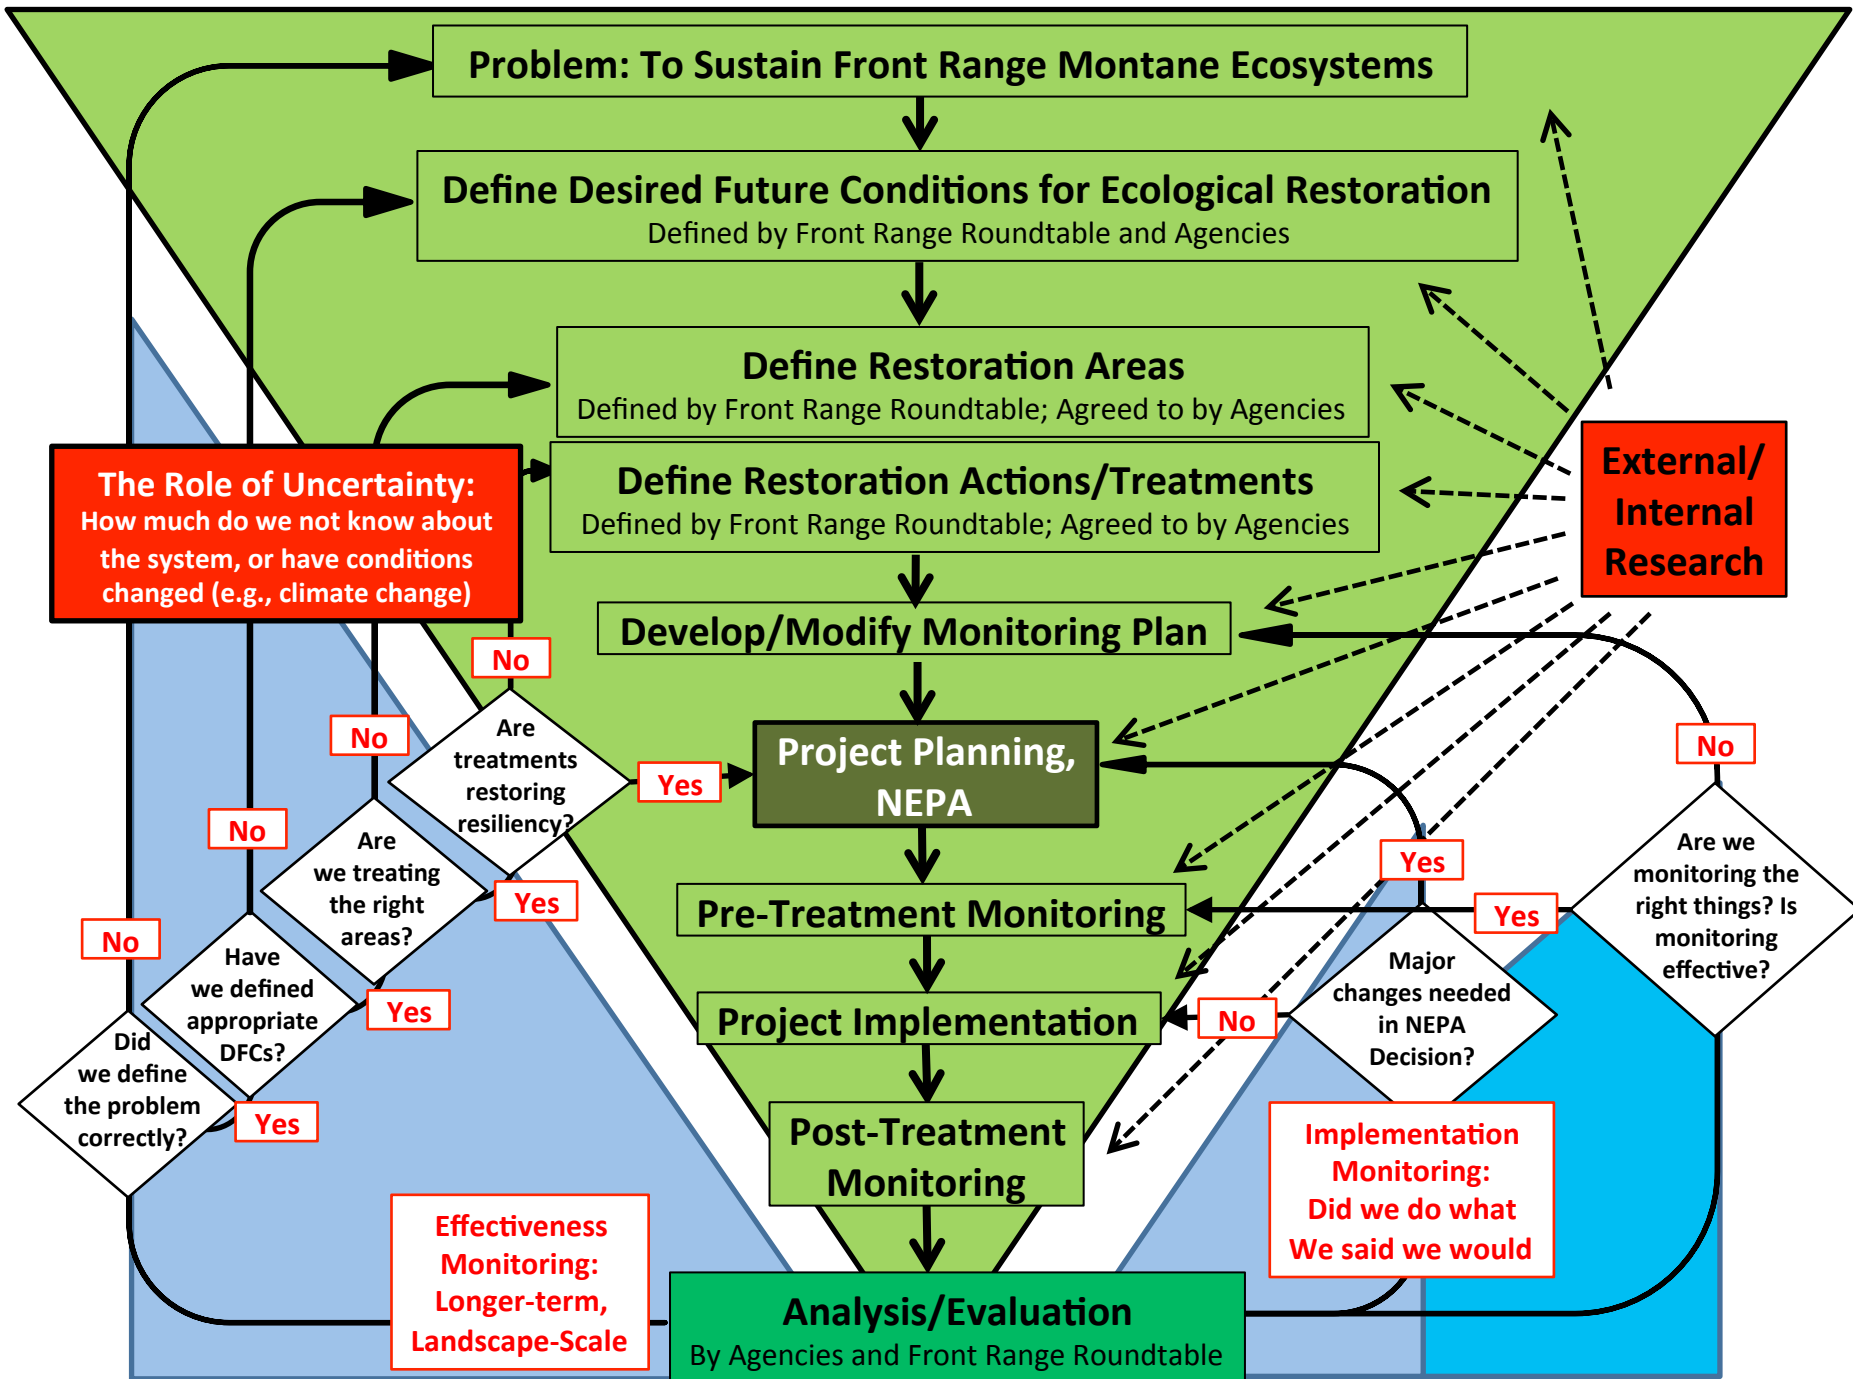 Problem: To Sustain Front Range Montane Ecosystems
Define Desired Future Conditions for Ecological Restoration
Defined by Front Range Roundtable and Agencies
Define Restoration Areas
Defined by Front Range Roundtable; Agreed to by Agencies
The Role of Uncertainty:
How much do we not know about
the system, or have conditions
changed (e.g., climate change)
Define Restoration Actions/Treatments
Defined by Front Range Roundtable; Agreed to by Agencies
External/
Internal
Research
Develop/Modify Monitoring Plan
No
Are
treatments
restoring
resiliency?
Yes
Project Planning,
NEPA
No
Are
we treating
the right
areas?
Yes
No
Have
we defined
appropriate
DFCs?
Yes
No
Did
we define
the problem
correctly?
Yes
Pre-Treatment Monitoring
Yes
No
Are we
monitoring the
right things? Is
monitoring
effective?
Yes
Major
changes needed
in NEPA
Decision?
No
Project Implementation
Post-Treatment
Monitoring
Implementation
Monitoring:
Did we do what
We said we would
Effectiveness
Monitoring:
Longer-term,
Landscape-Scale
Analysis/Evaluation
By Agencies and Front Range Roundtable